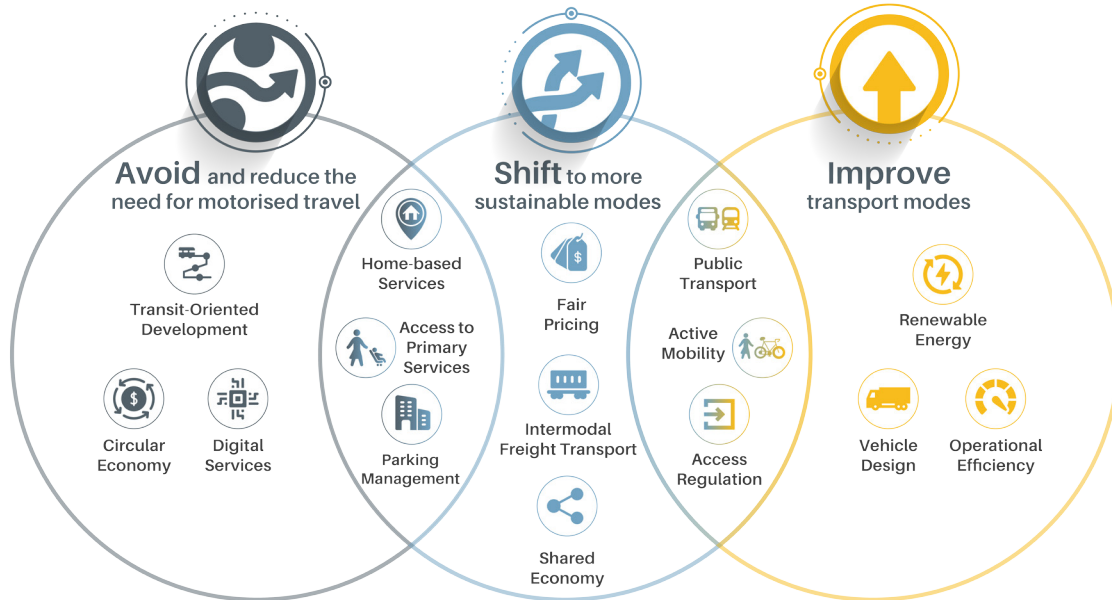 Avoid and reduce the
need for motorised travel
Transit-Oriented
Development
Circular
Economy
Digital
Services
Home-based
Services
Access to
Primary
Services
Parking
Management
Shift to more
sustainable modes
Fair
Pricing
Intermodal
Freight Transport
Shared
Economy
Public
Transport
Active
Mobility
Access
Regulation
Improve
transport modes
Renewable
Energy
Vehicle
Design
Operational
Efficiency